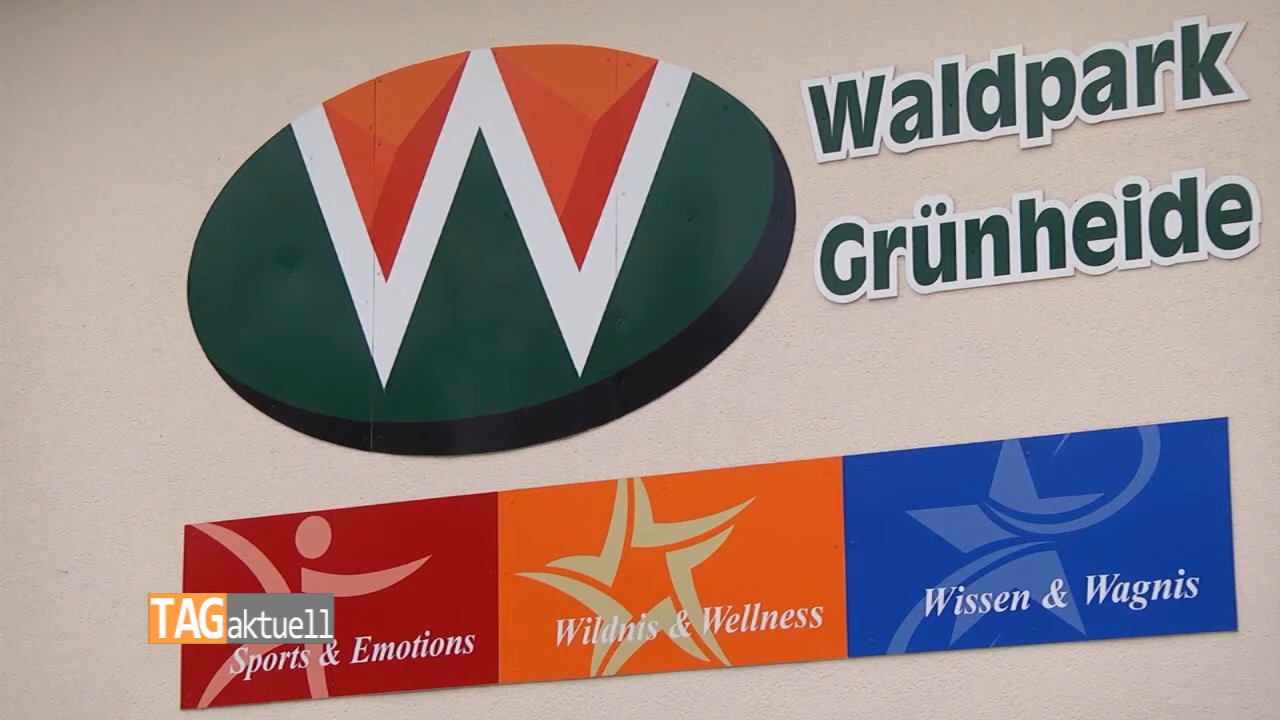 W
Waldpark
Grünheide
Sports & Emotions
Wildnis & Wellness
Wissen & Wagnis
TAGaktuell